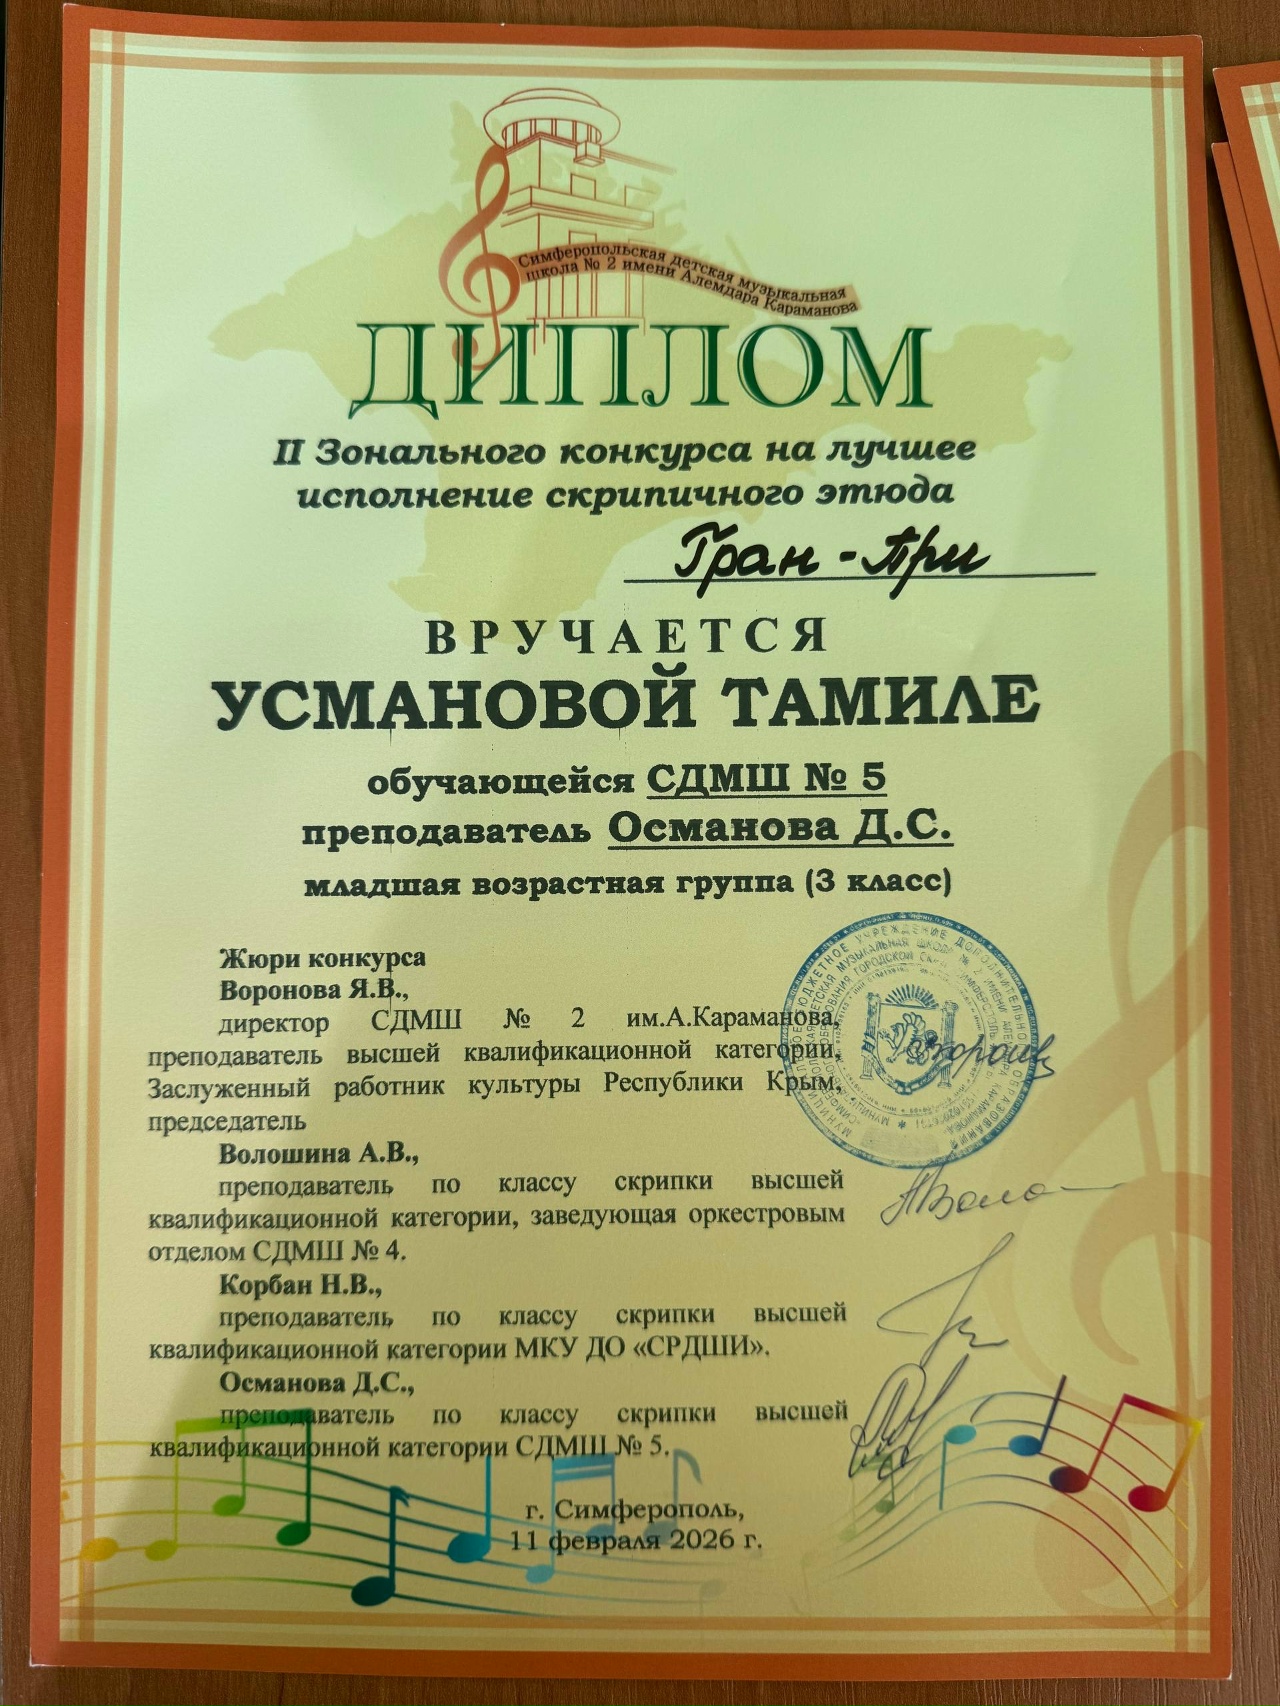 Симферопольская детская музыкальная
школа № 2 имени Алемдара Караманова
ДИПЛОМ
II Зонального конкурса на лучшее
исполнение скрипичного этюда
Гран-При
ВРУЧАЕТСЯ
УСМАНОВОЙ ТАМИЛЕ
обучающейся СДМШ № 5
преподаватель Османова Д.С.
младшая возрастная группа (3 класс)
Жюри конкурса
Воронова Я.В.,
директор СДМШ № 2 им.А.Караманова,
преподаватель высшей квалификационной категории,
Заслуженный работник культуры Республики Крым,
председатель
Волошина А.В.,
преподаватель по классу скрипки высшей
квалификационной категории, заведующая оркестровым
отделом СДМШ № 4.
Корбан Н.В.,
преподаватель по классу скрипки высшей
квалификационной категории МКУ ДО «СРДШИ».
Османова Д.С.,
преподаватель по классу скрипки высшей
квалификационной категории СДМШ № 5.
г. Симферополь,
11 февраля 2026 г.